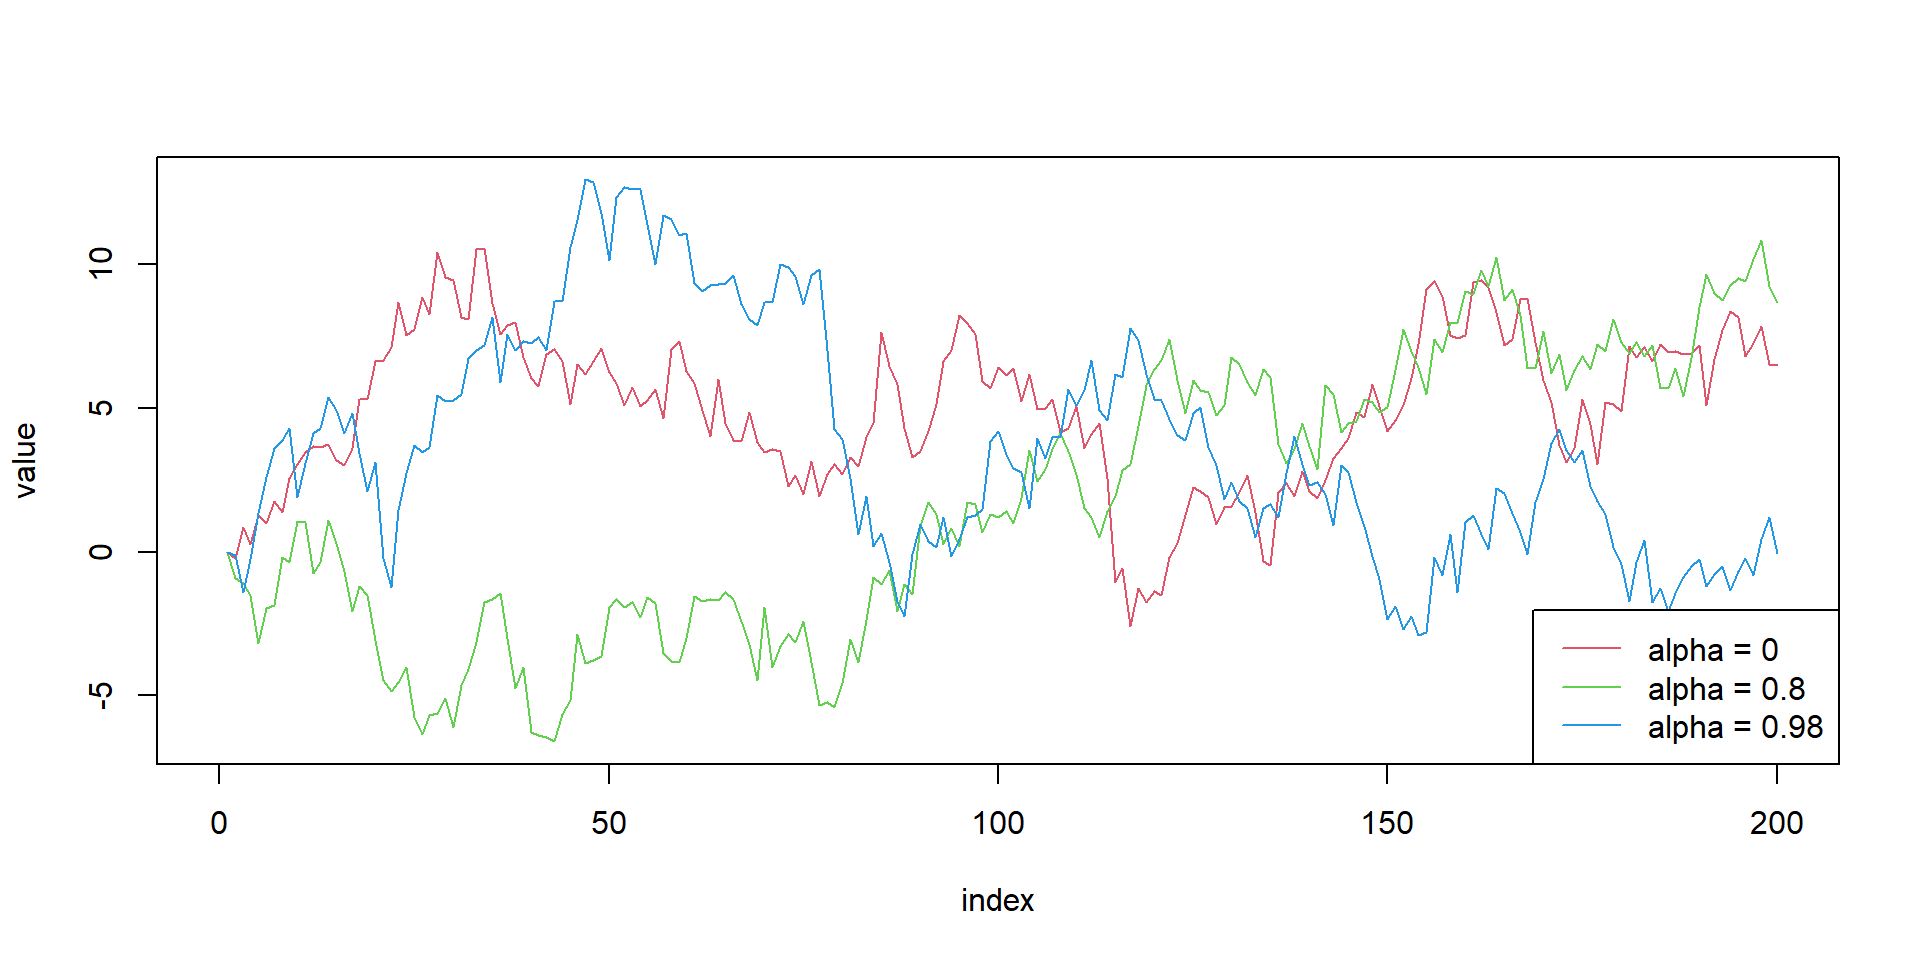 value
10
5
0
-5
alpha = 0
alpha = 0.8
alpha = 0.98
0 50 100 150 200
index